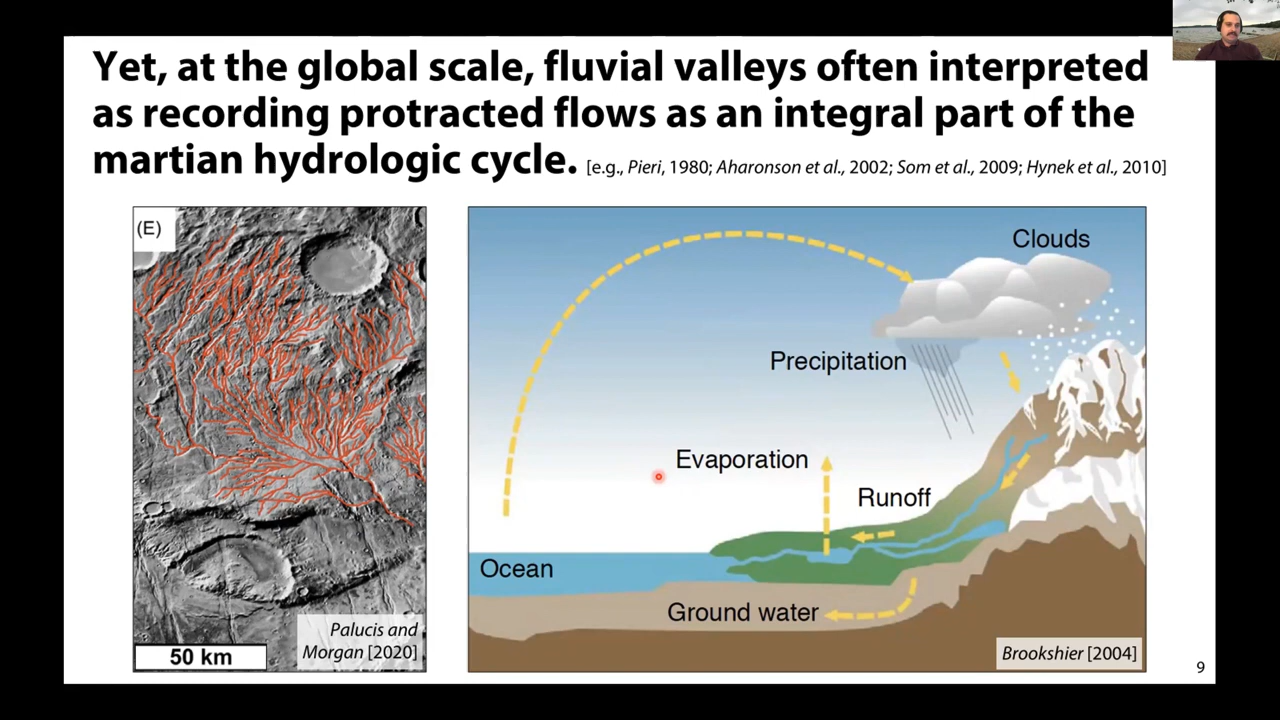 Yet, at the global scale, fluvial valleys often interpreted
as recording protracted flows as an integral part of the
martian hydrologic cycle. [e.g., Pieri, 1980; Aharonson et al., 2002; Som et al., 2009; Hynek et al., 2010]
(E)
50 km
Palucis and
Morgan [2020]
Clouds
Precipitation
Evaporation
Runoff
Ocean
Ground water
Brookshier [2004]
9